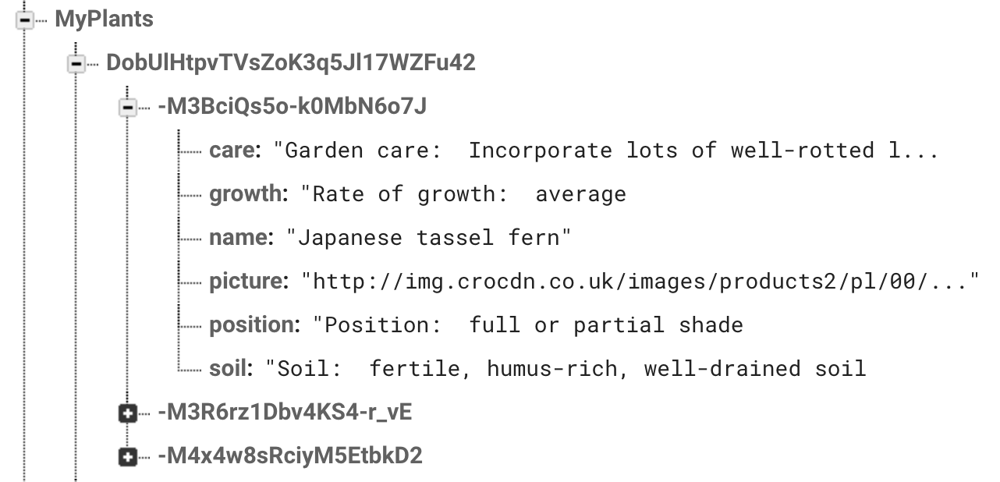 MyPlants
DobUlHtpvTVsZoK3q5Jl17WZFu42
-M3BciQs5o-k0MbN6o7J
care: "Garden care:  Incorporate lots of well-rotted l...
growth: "Rate of growth:  average
name: "Japanese tassel fern"
picture: "http://img.crocdn.co.uk/images/products2/pl/00/..."
position: "Position:  full or partial shade
soil: "Soil:  fertile, humus-rich, well-drained soil
-M3R6rz1Dbv4KS4-r_vE
-M4x4w8sRciyM5EtbkD2